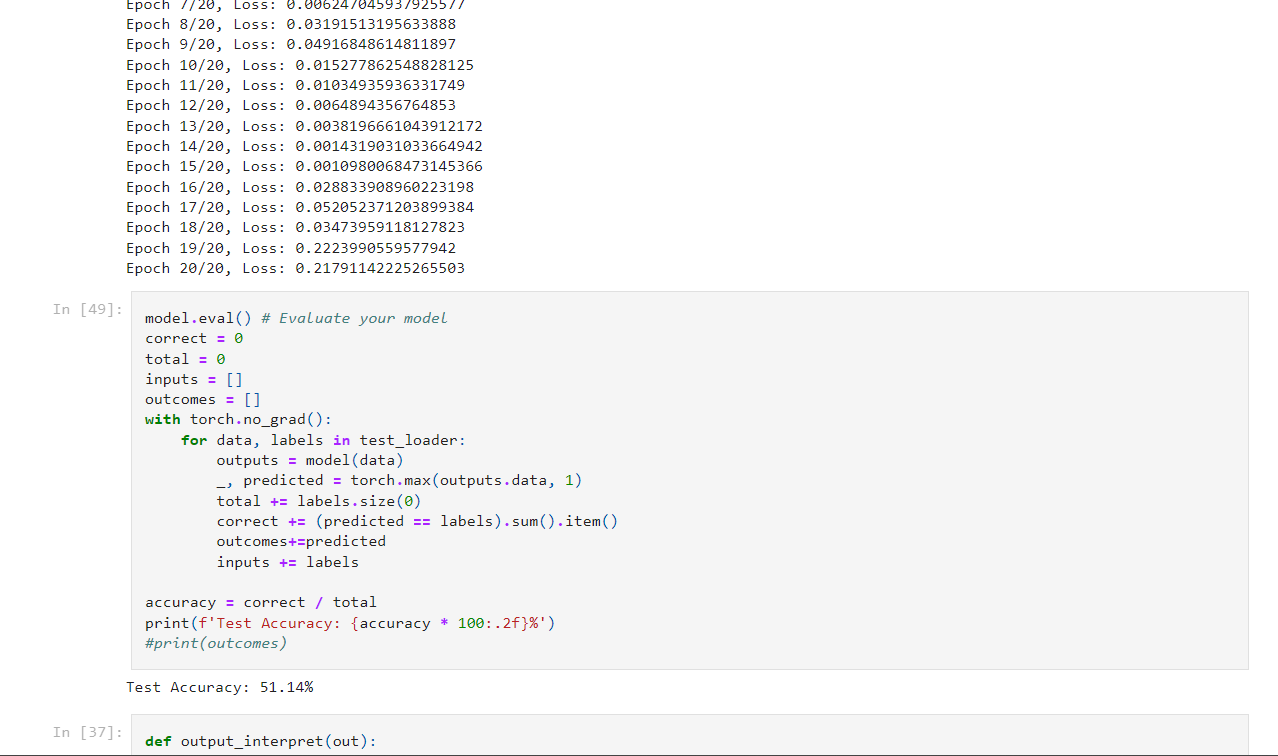 Epoch 7/20, Loss: 0.006247045937925577
Epoch 8/20, Loss: 0.03191513195633888
Epoch 9/20, Loss: 0.04916848614811897
Epoch 10/20, Loss: 0.015277862548828125
Epoch 11/20, Loss: 0.01034935936331749
Epoch 12/20, Loss: 0.0064894356764853
Epoch 13/20, Loss: 0.0038196661043912172
Epoch 14/20, Loss: 0.0014319031033664942
Epoch 15/20, Loss: 0.0010980068473145366
Epoch 16/20, Loss: 0.028833908960223198
Epoch 17/20, Loss: 0.052052371203899384
Epoch 18/20, Loss: 0.03473959118127823
Epoch 19/20, Loss: 0.2223990559577942
Epoch 20/20, Loss: 0.21791142225265503
In [49]:
model.eval() # Evaluate your model
correct = 0
total = 0
inputs = []
outcomes = []
with torch.no_grad():
    for data, labels in test_loader:
        outputs = model(data)
        _, predicted = torch.max(outputs.data, 1)
        total += labels.size(0)
        correct += (predicted == labels).sum().item()
        outcomes+=predicted
        inputs += labels

accuracy = correct / total
print(f'Test Accuracy: {accuracy * 100:.2f}%')
#print(outcomes)
Test Accuracy: 51.14%
In [37]:
def output_interpret(out):